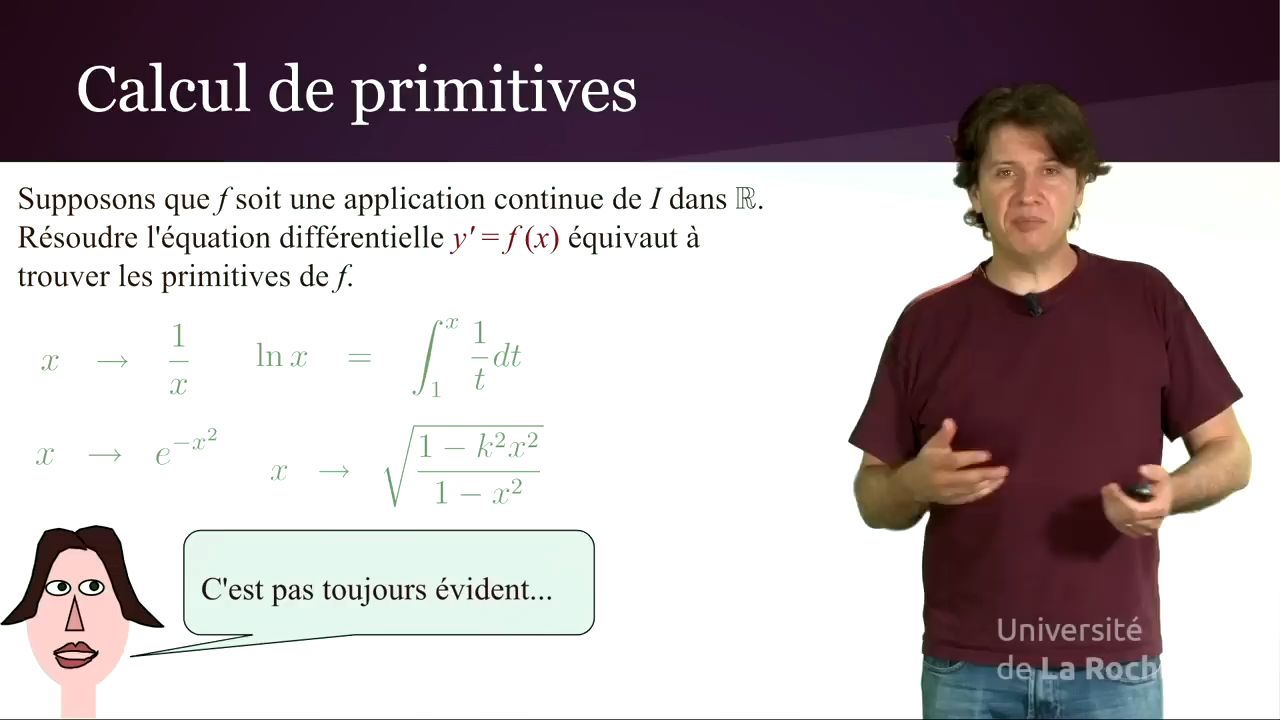 Calcul de primitives
Supposons que f soit une application continue de I dans ℝ.
Résoudre l'équation différentielle y' = f (x) équivaut à
trouver les primitives de f.
x → 1/x    ln x = ∫₁ˣ 1/t dt
x → e^{-x²}    x → √((1 − k²x²)/(1 − x²))
C'est pas toujours évident...
Université
de La Roch